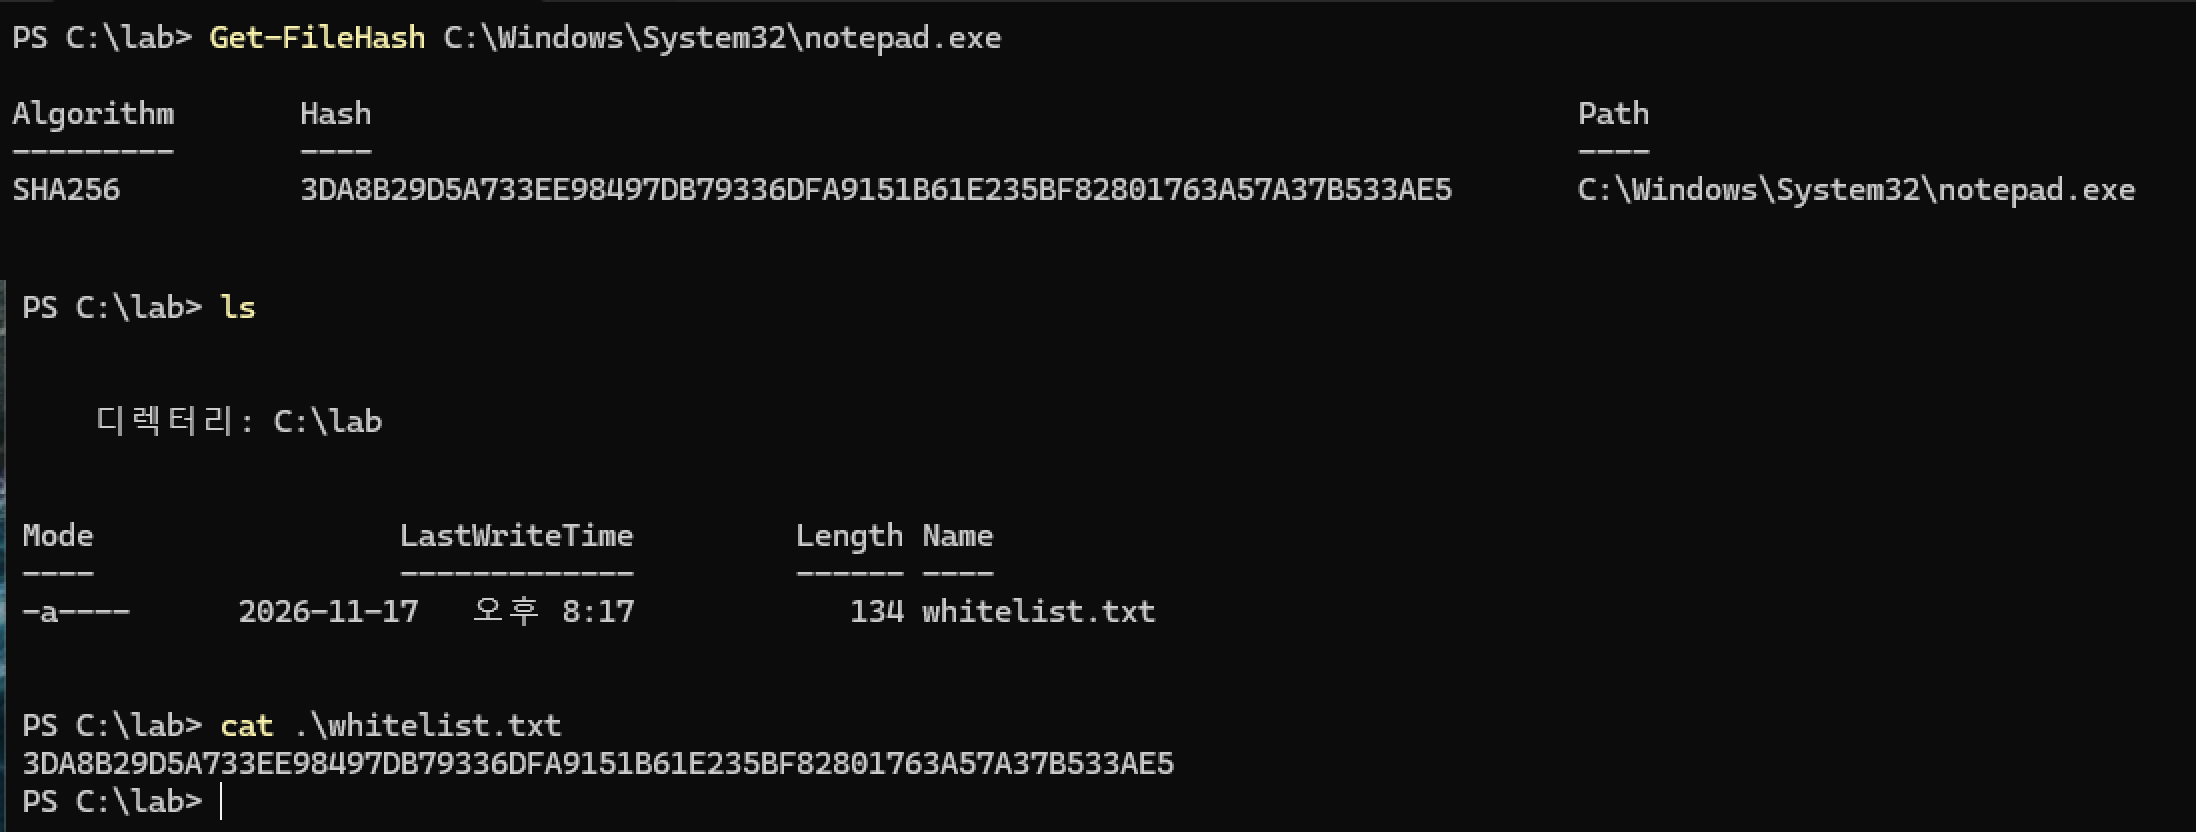 PS C:\lab> Get-FileHash C:\Windows\System32\notepad.exe
Algorithm       Hash                                                                   Path
---------       ----                                                                   ----
SHA256          3DA8B29D5A733EE98497DB79336DFA9151B61E235BF82801763A57A37B533AE5       C:\Windows\System32\notepad.exe
PS C:\lab> ls
    디렉터리: C:\lab
Mode                 LastWriteTime         Length Name
----                 -------------         ------ ----
-a----      2026-11-17   오후 8:17            134 whitelist.txt
PS C:\lab> cat .\whitelist.txt
3DA8B29D5A733EE98497DB79336DFA9151B61E235BF82801763A57A37B533AE5
PS C:\lab>